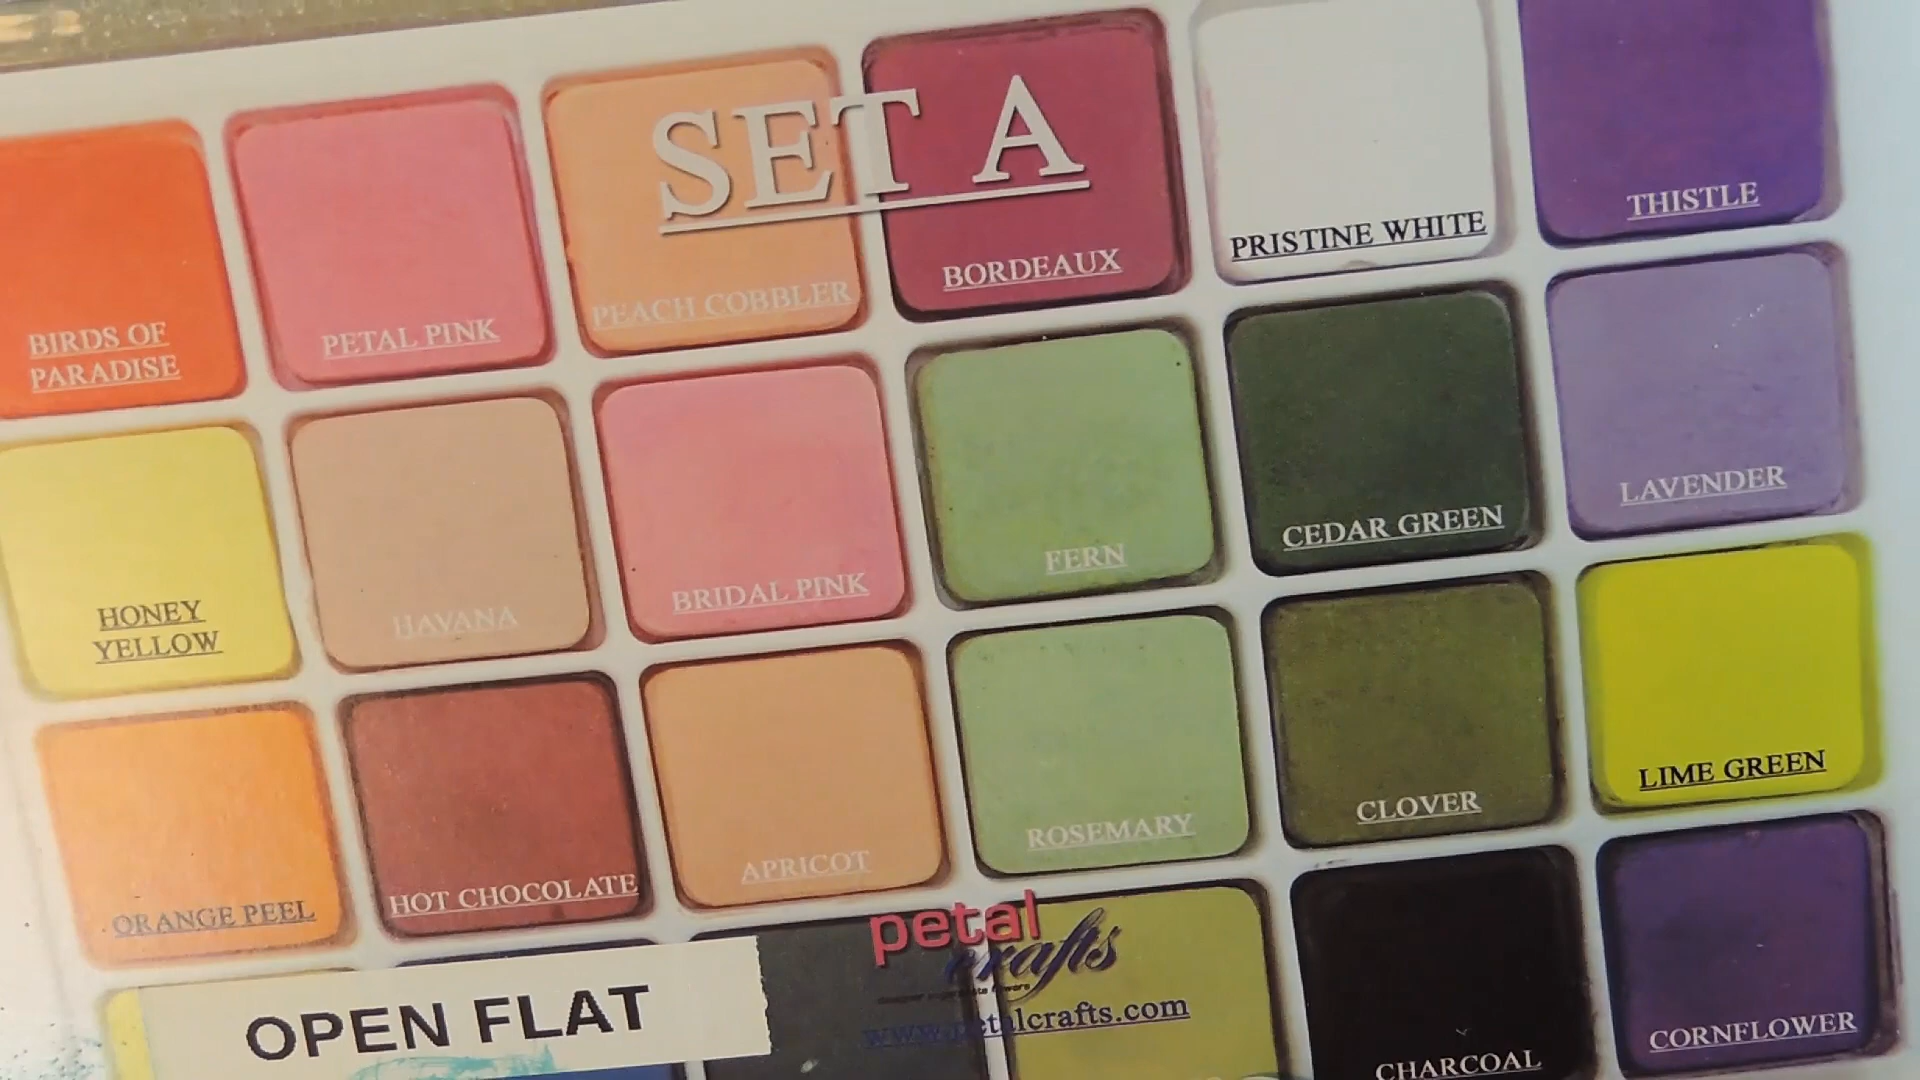 SET A
BIRDS OF
PARADISE
PETAL PINK
PEACH COBBLER
BORDEAUX
PRISTINE WHITE
THISTLE
HONEY
YELLOW
HAVANA
BRIDAL PINK
FERN
CEDAR GREEN
LAVENDER
ORANGE PEEL
HOT CHOCOLATE
APRICOT
ROSEMARY
CLOVER
LIME GREEN
OPEN FLAT
petal
crafts
www.petalcrafts.com
CHARCOAL
CORNFLOWER